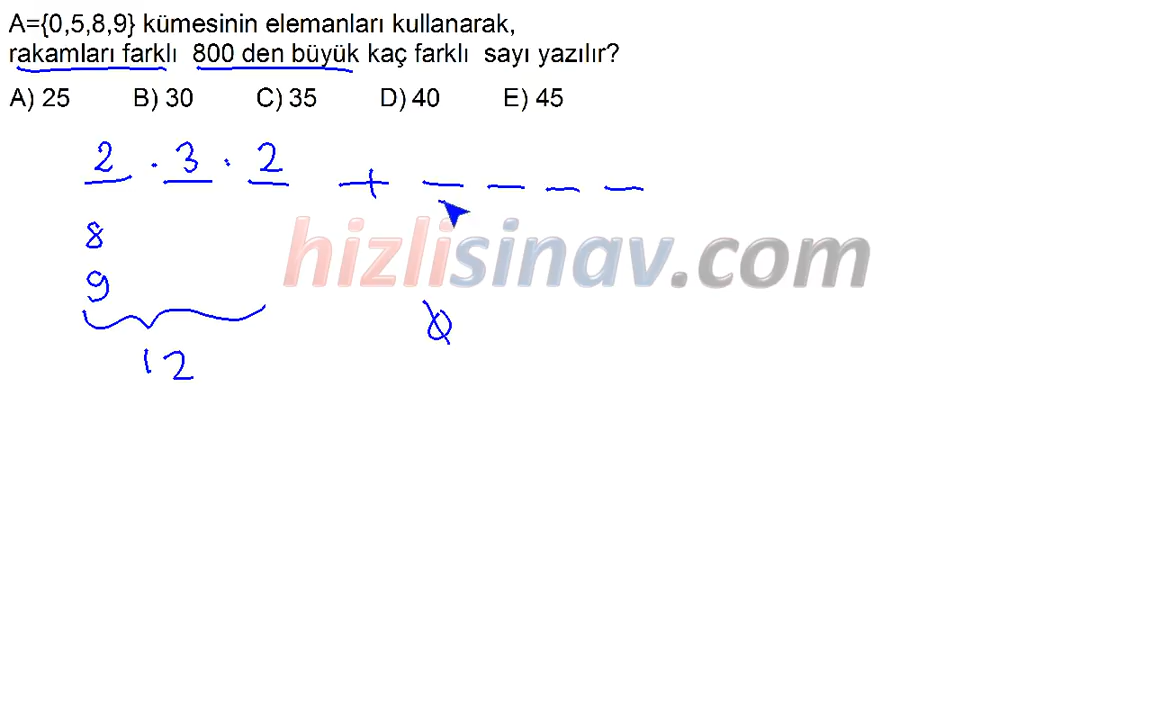 A={0,5,8,9} kümesinin elemanları kullanarak,
rakamları farklı 800 den büyük kaç farklı sayı yazılır?
A) 25 B) 30 C) 35 D) 40 E) 45
2 . 3 . 2 + _ _ _ _
8
hizlisinav.com
9
0
12